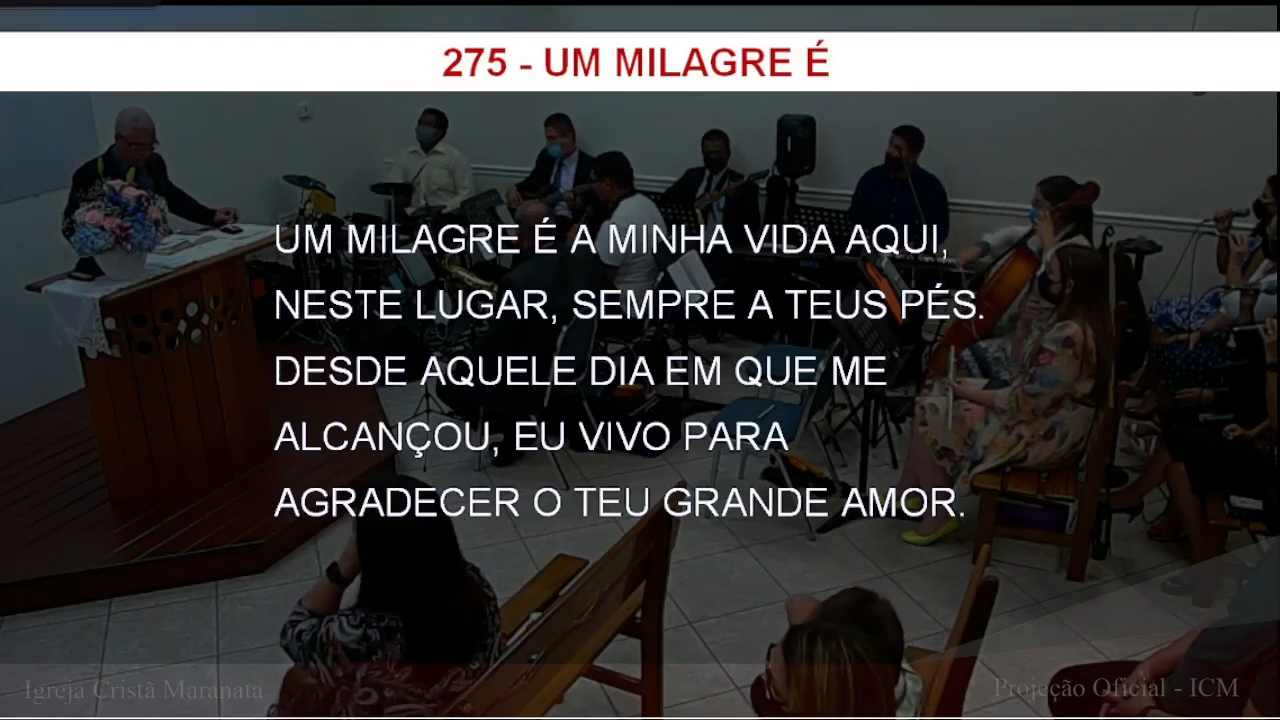 275 - UM MILAGRE É
UM MILAGRE É A MINHA VIDA AQUI,
NESTE LUGAR, SEMPRE A TEUS PÉS.
DESDE AQUELE DIA EM QUE ME
ALCANÇOU, EU VIVO PARA
AGRADECER O TEU GRANDE AMOR.
Igreja Cristã Maranata
Projeção Oficial - ICM